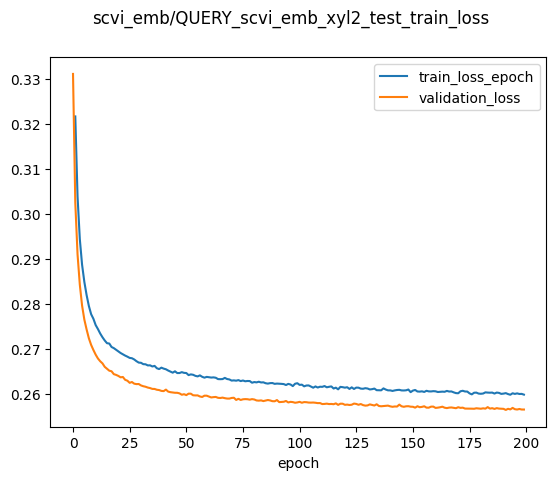 scvi_emb/QUERY_scvi_emb_xyl2_test_train_loss
train_loss_epoch
validation_loss
0.33
0.32
0.31
0.30
0.29
0.28
0.27
0.26
0 25 50 75 100 125 150 175 200
epoch